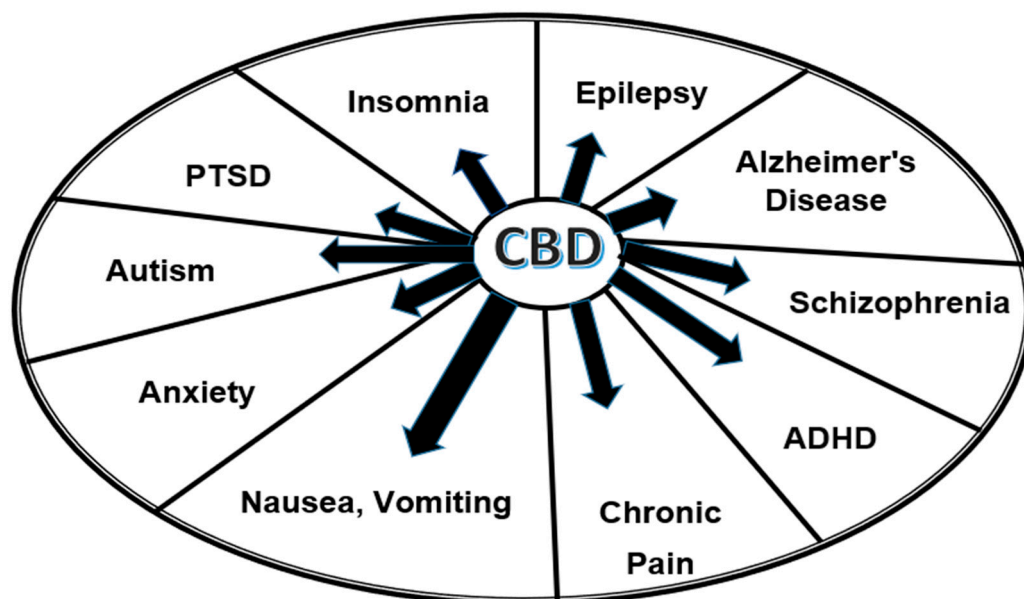 Insomnia
Epilepsy
PTSD
Alzheimer's
Disease
CBD
Autism
Schizophrenia
Anxiety
ADHD
Nausea, Vomiting
Chronic
Pain